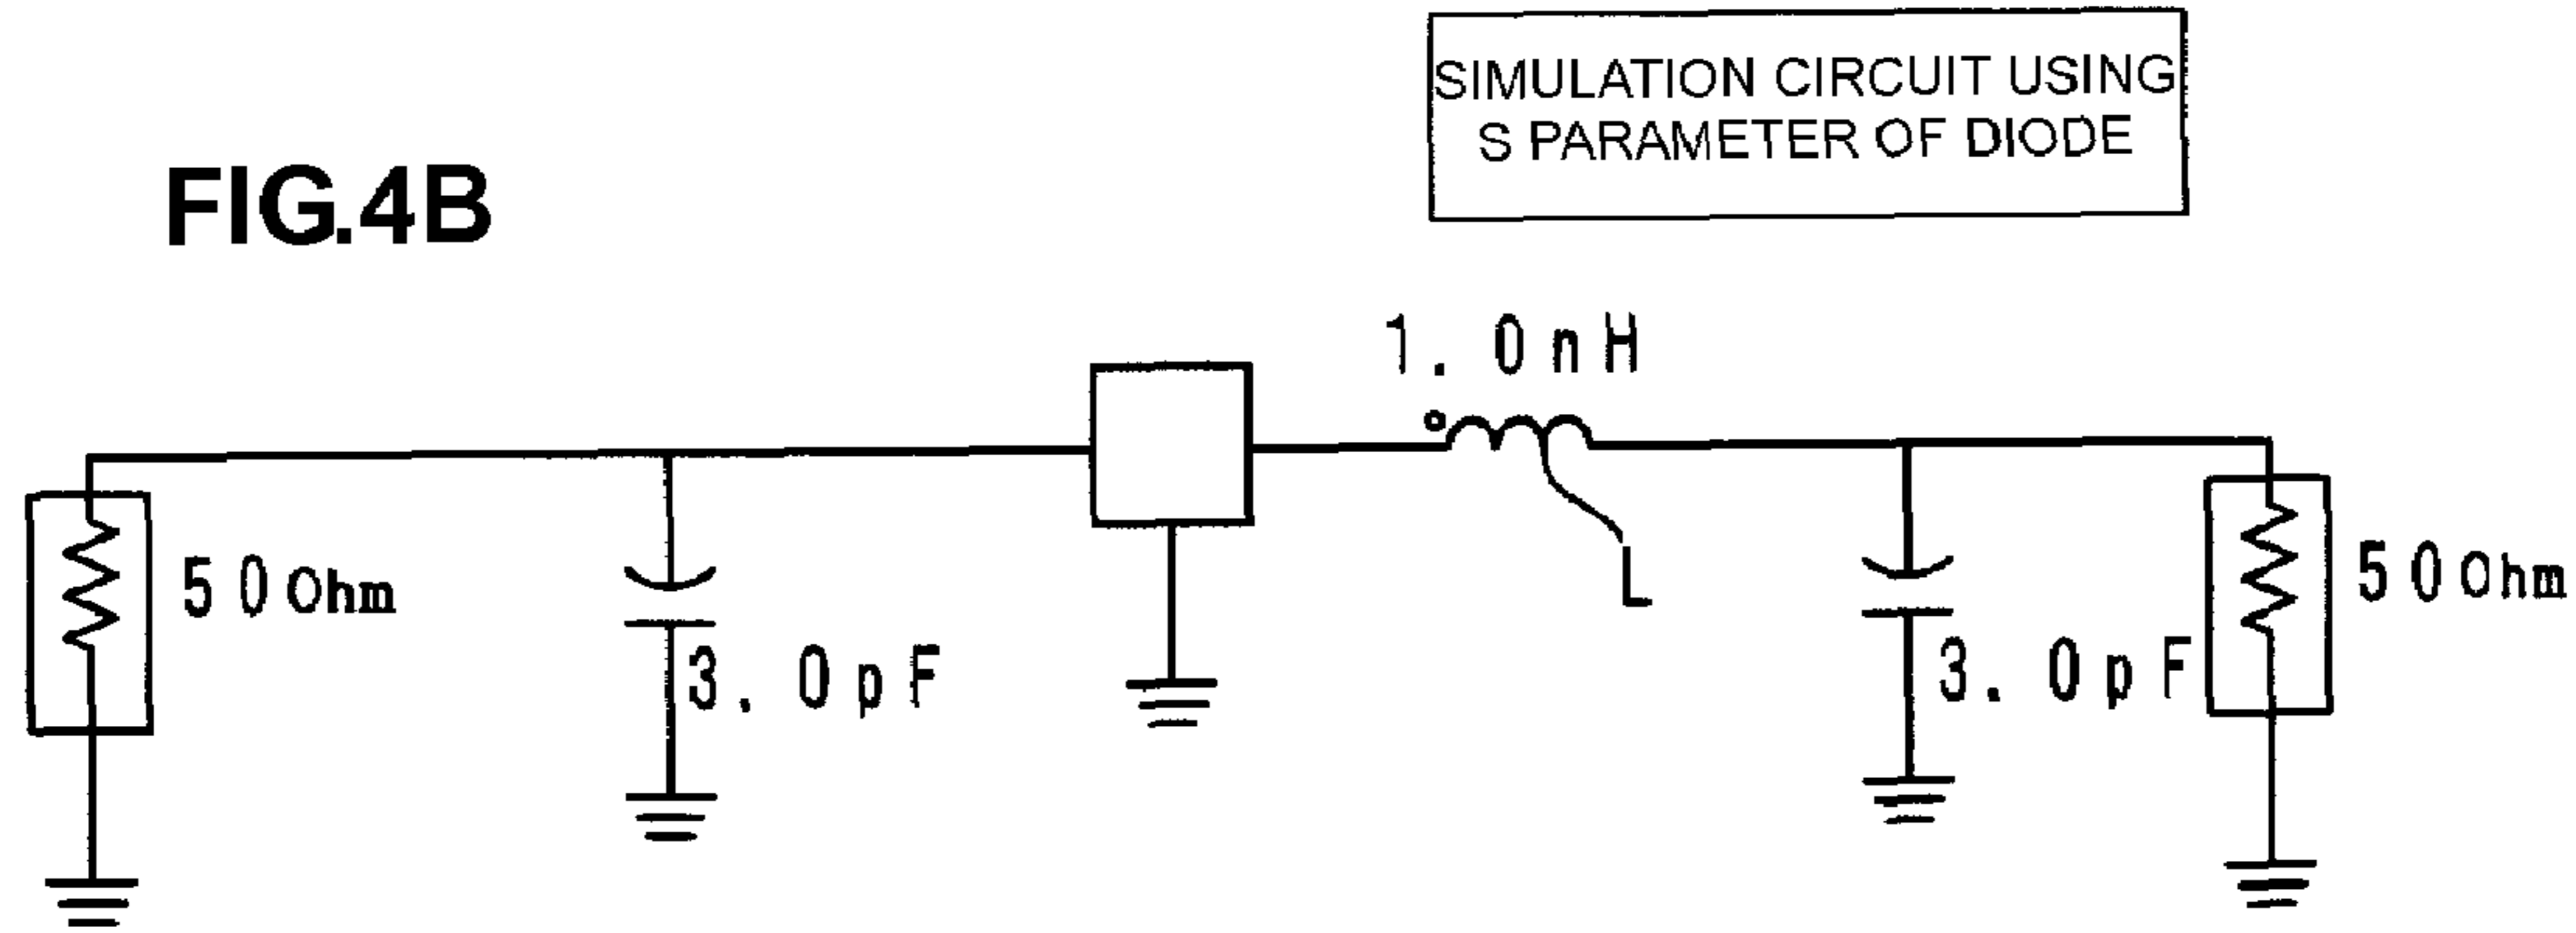 SIMULATION CIRCUIT USING
S PARAMETER OF DIODE
FIG.4B
1. 0nH
50Ohm
3. 0pF
L
3. 0pF
50Ohm